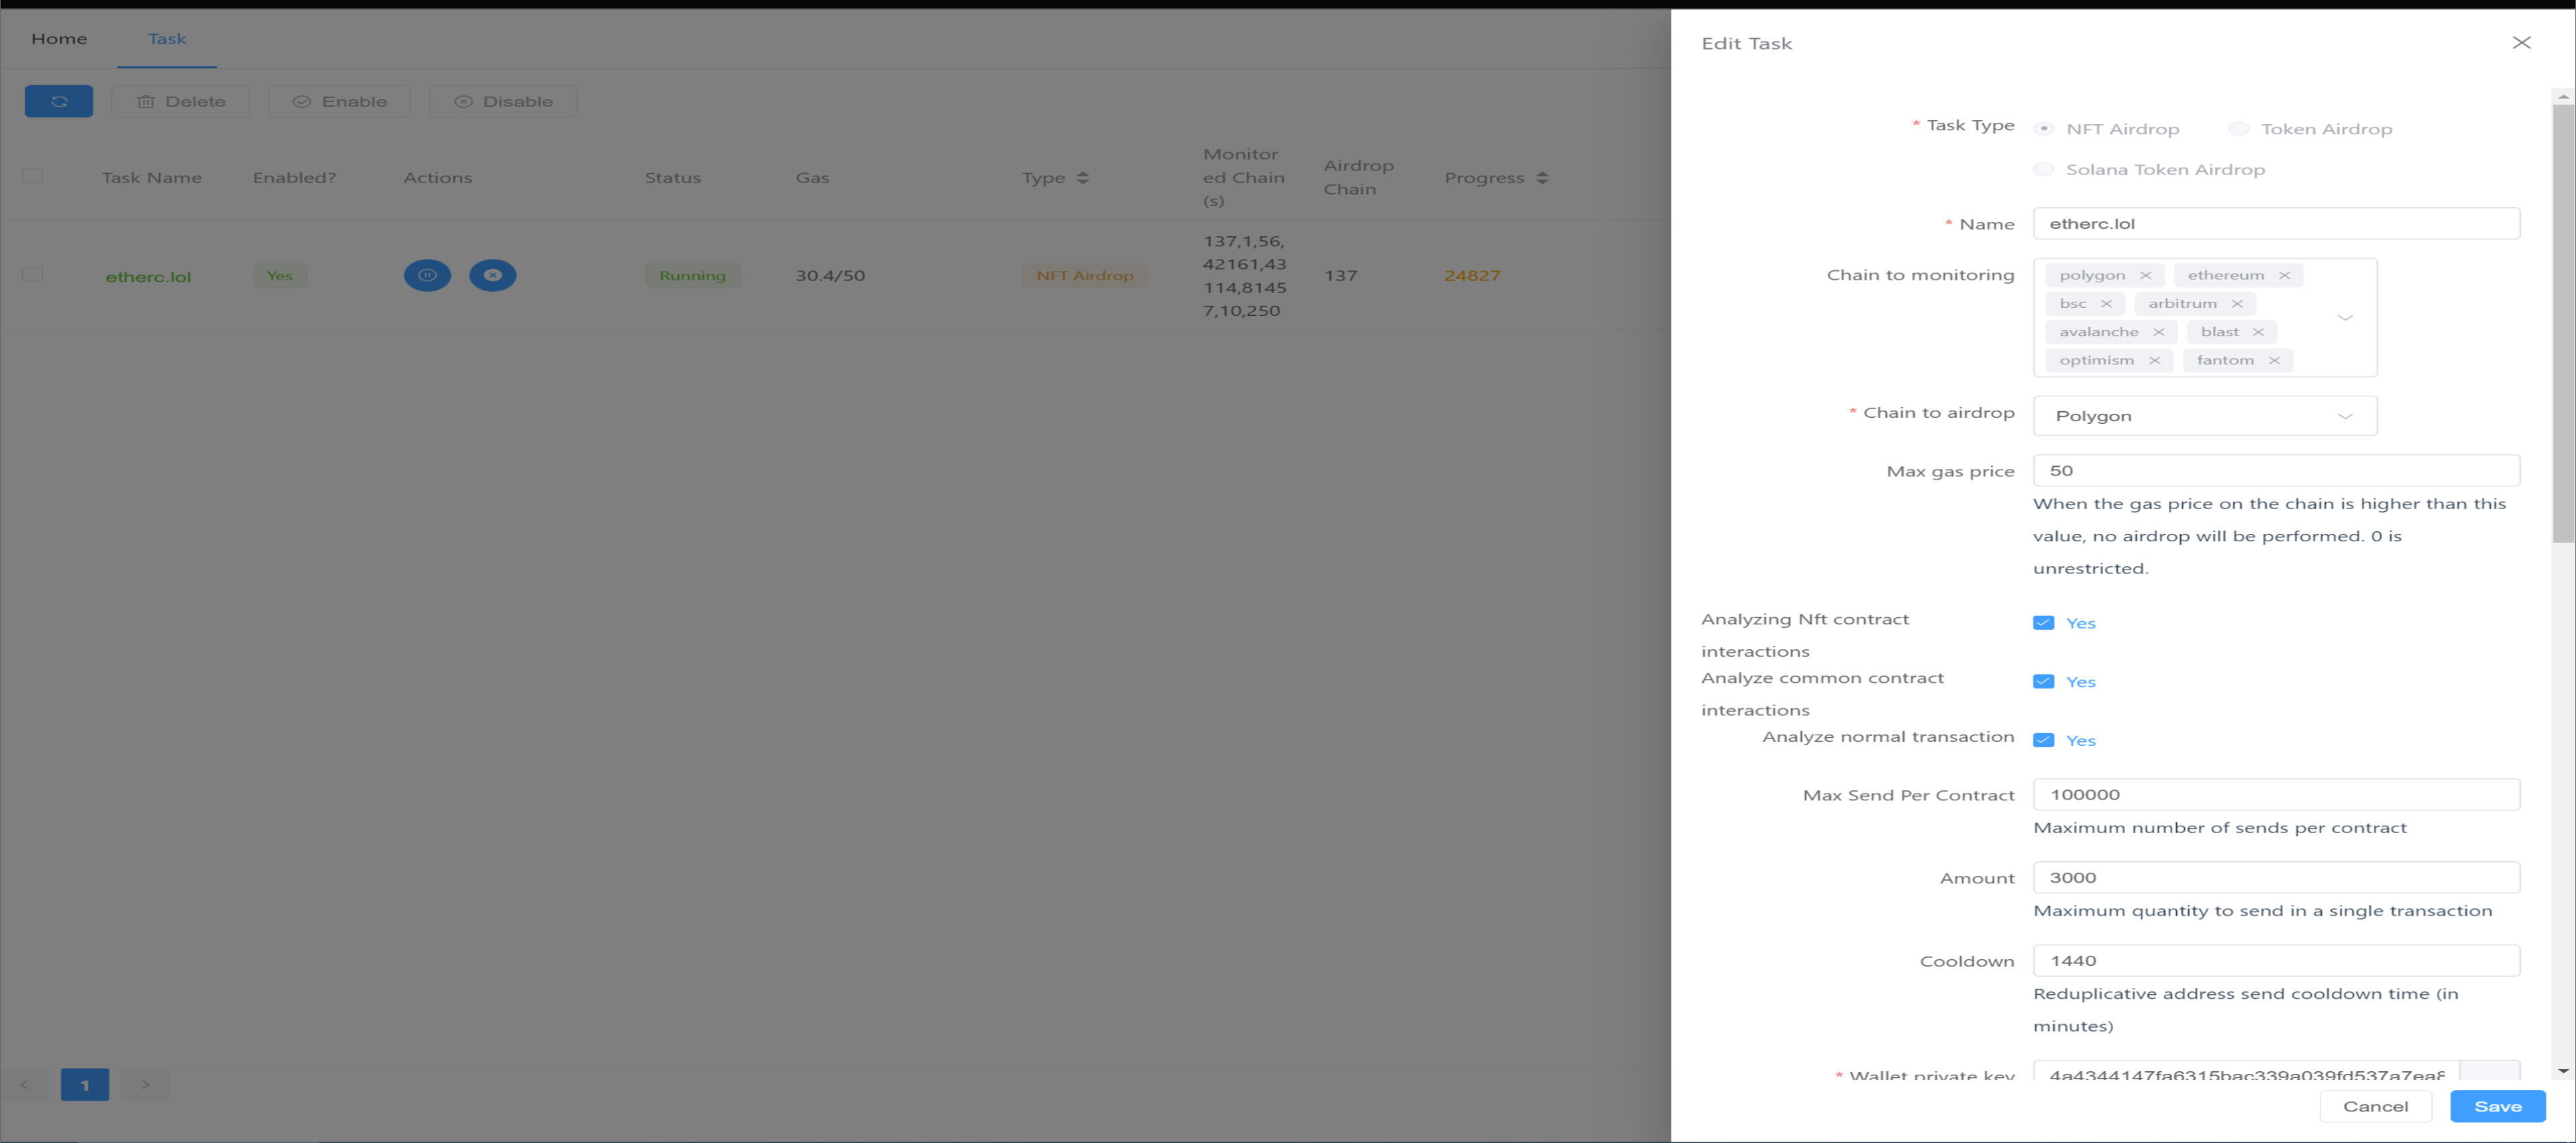 Home Task
Delete Enable Disable
Task Name Enabled? Actions Status Gas Type Monitor
ed Chain
(s) Airdrop
Chain Progress
etherc.lol Yes Running 30.4/50 NFT Airdrop 137,1,56,
42161,43
114,8145
7,10,250 137 24827
< 1 >
Edit Task
* Task Type NFT Airdrop Token Airdrop
Solana Token Airdrop
* Name etherc.lol
Chain to monitoring polygon ethereum
bsc arbitrum
avalanche blast
optimism fantom
* Chain to airdrop Polygon
Max gas price 50
When the gas price on the chain is higher than this
value, no airdrop will be performed. 0 is
unrestricted.
Analyzing Nft contract
interactions Yes
Analyze common contract
interactions Yes
Analyze normal transaction Yes
Max Send Per Contract 100000
Maximum number of sends per contract
Amount 3000
Maximum quantity to send in a single transaction
Cooldown 1440
Reduplicative address send cooldown time (in
minutes)
* Wallet private key 4a4344147fa6315bac339a039fd537a7ea8
Cancel Save